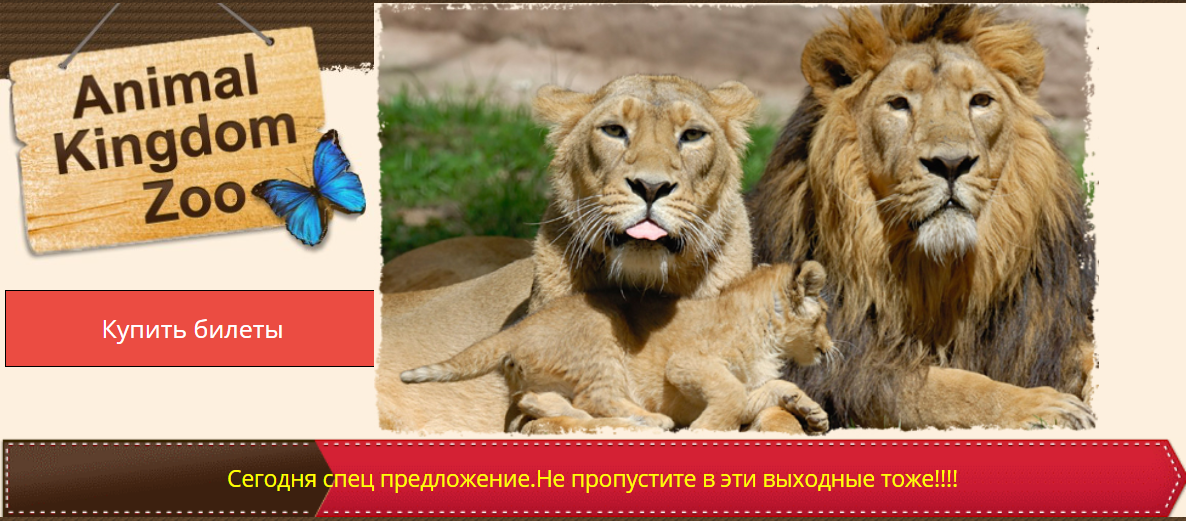 Animal
Kingdom
Zoo
Купить билеты
Сегодня спец предложение.Не пропустите в эти выходные тоже!!!!